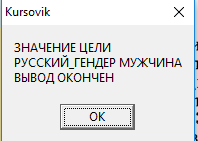 Kursovik
ЗНАЧЕНИЕ ЦЕЛИ
РУССКИЙ_ГЕНДЕР МУЖЧИНА
ВЫВОД ОКОНЧЕН
OK